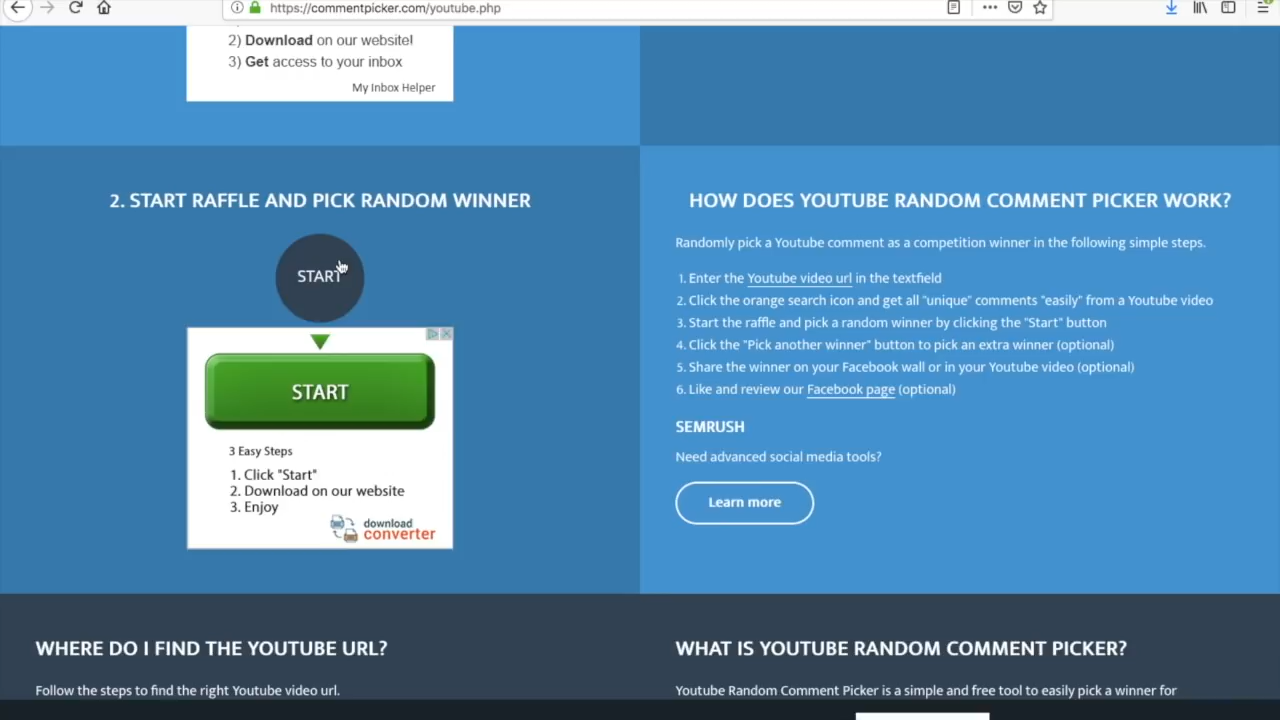 https://commentpicker.com/youtube.php
2) Download on our website!
3) Get access to your inbox
My Inbox Helper
2. START RAFFLE AND PICK RANDOM WINNER
START
START
3 Easy Steps
1. Click "Start"
2. Download on our website
3. Enjoy
download
converter
HOW DOES YOUTUBE RANDOM COMMENT PICKER WORK?
Randomly pick a Youtube comment as a competition winner in the following simple steps.
1. Enter the Youtube video url in the textfield
2. Click the orange search icon and get all "unique" comments "easily" from a Youtube video
3. Start the raffle and pick a random winner by clicking the "Start" button
4. Click the "Pick another winner" button to pick an extra winner (optional)
5. Share the winner on your Facebook wall or in your Youtube video (optional)
6. Like and review our Facebook page (optional)
SEMRUSH
Need advanced social media tools?
Learn more
WHERE DO I FIND THE YOUTUBE URL?
Follow the steps to find the right Youtube video url.
WHAT IS YOUTUBE RANDOM COMMENT PICKER?
Youtube Random Comment Picker is a simple and free tool to easily pick a winner for